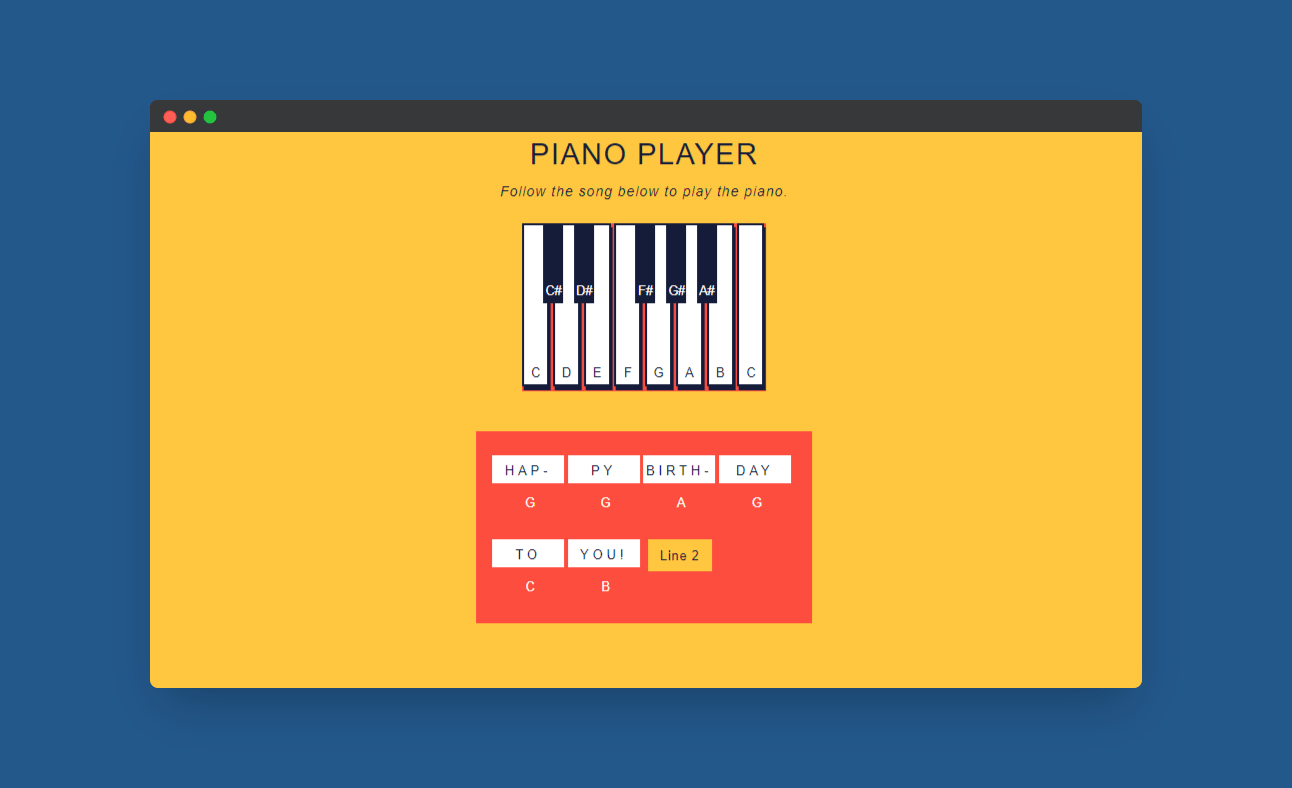 PIANO PLAYER
Follow the song below to play the piano.
C# D# F# G# A#
C D E F G A B C
HAP- PY BIRTH- DAY
G G A G
TO YOU! Line 2
C B